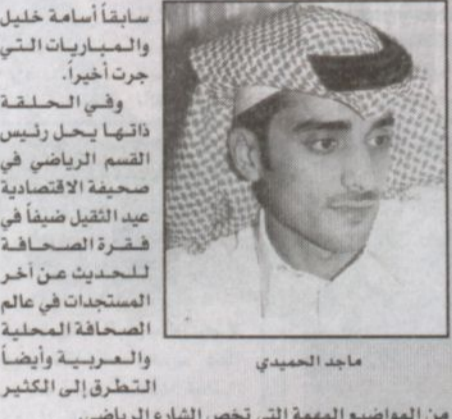 سابقاً أسامة خليل
والمباريات التي
جرت أخيراً.
وفي الحلقة
ذاتها يحل رئيس
القسم الرياضي في
صحيفة الاقتصادية
عيد الثقيل ضيفاً في
فقرة الصحافة
للحديث عن آخر
المستجدات في عالم
الصحافة المحلية
والعربية وأيضاً
التطرق إلى الكثير
من المواضيع المهمة التي تخص الشارع الرياضي.
ماجد الحميدي